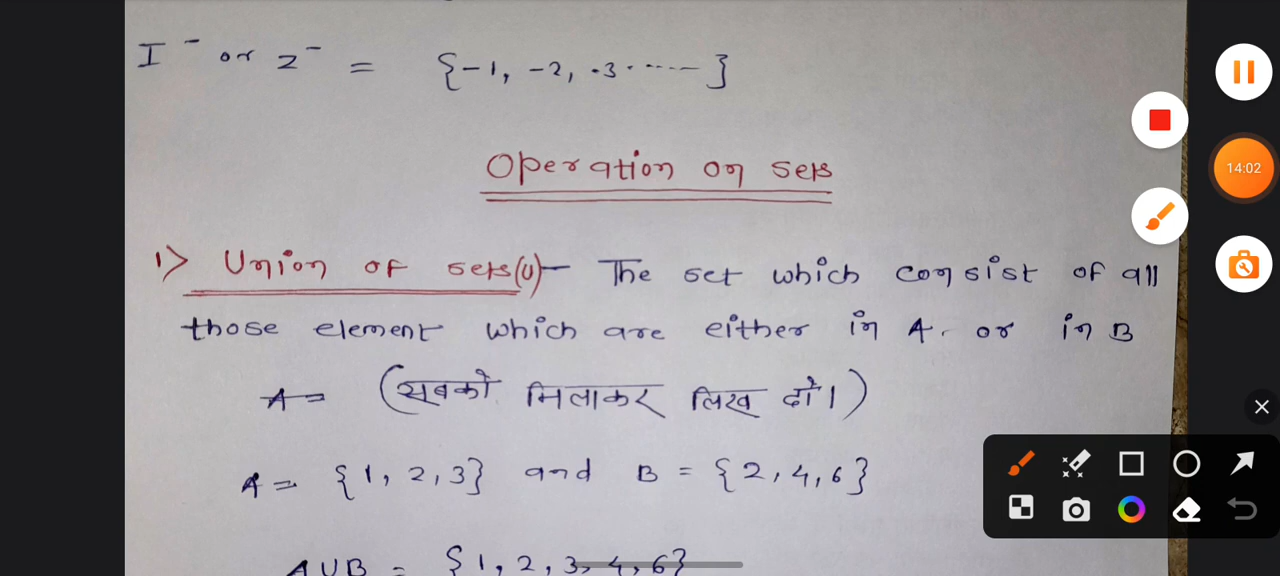 I⁻ or Z⁻ = {-1, -2, -3 ------}
Operation on sets
1> Union of sets(U) - The set which consist of all
those element which are either in A. or in B
A = (सबको मिलाकर लिख दो।)
A = {1, 2, 3} and B = {2, 4, 6}
AUB = {1, 2, 3, 4, 6}
14:02